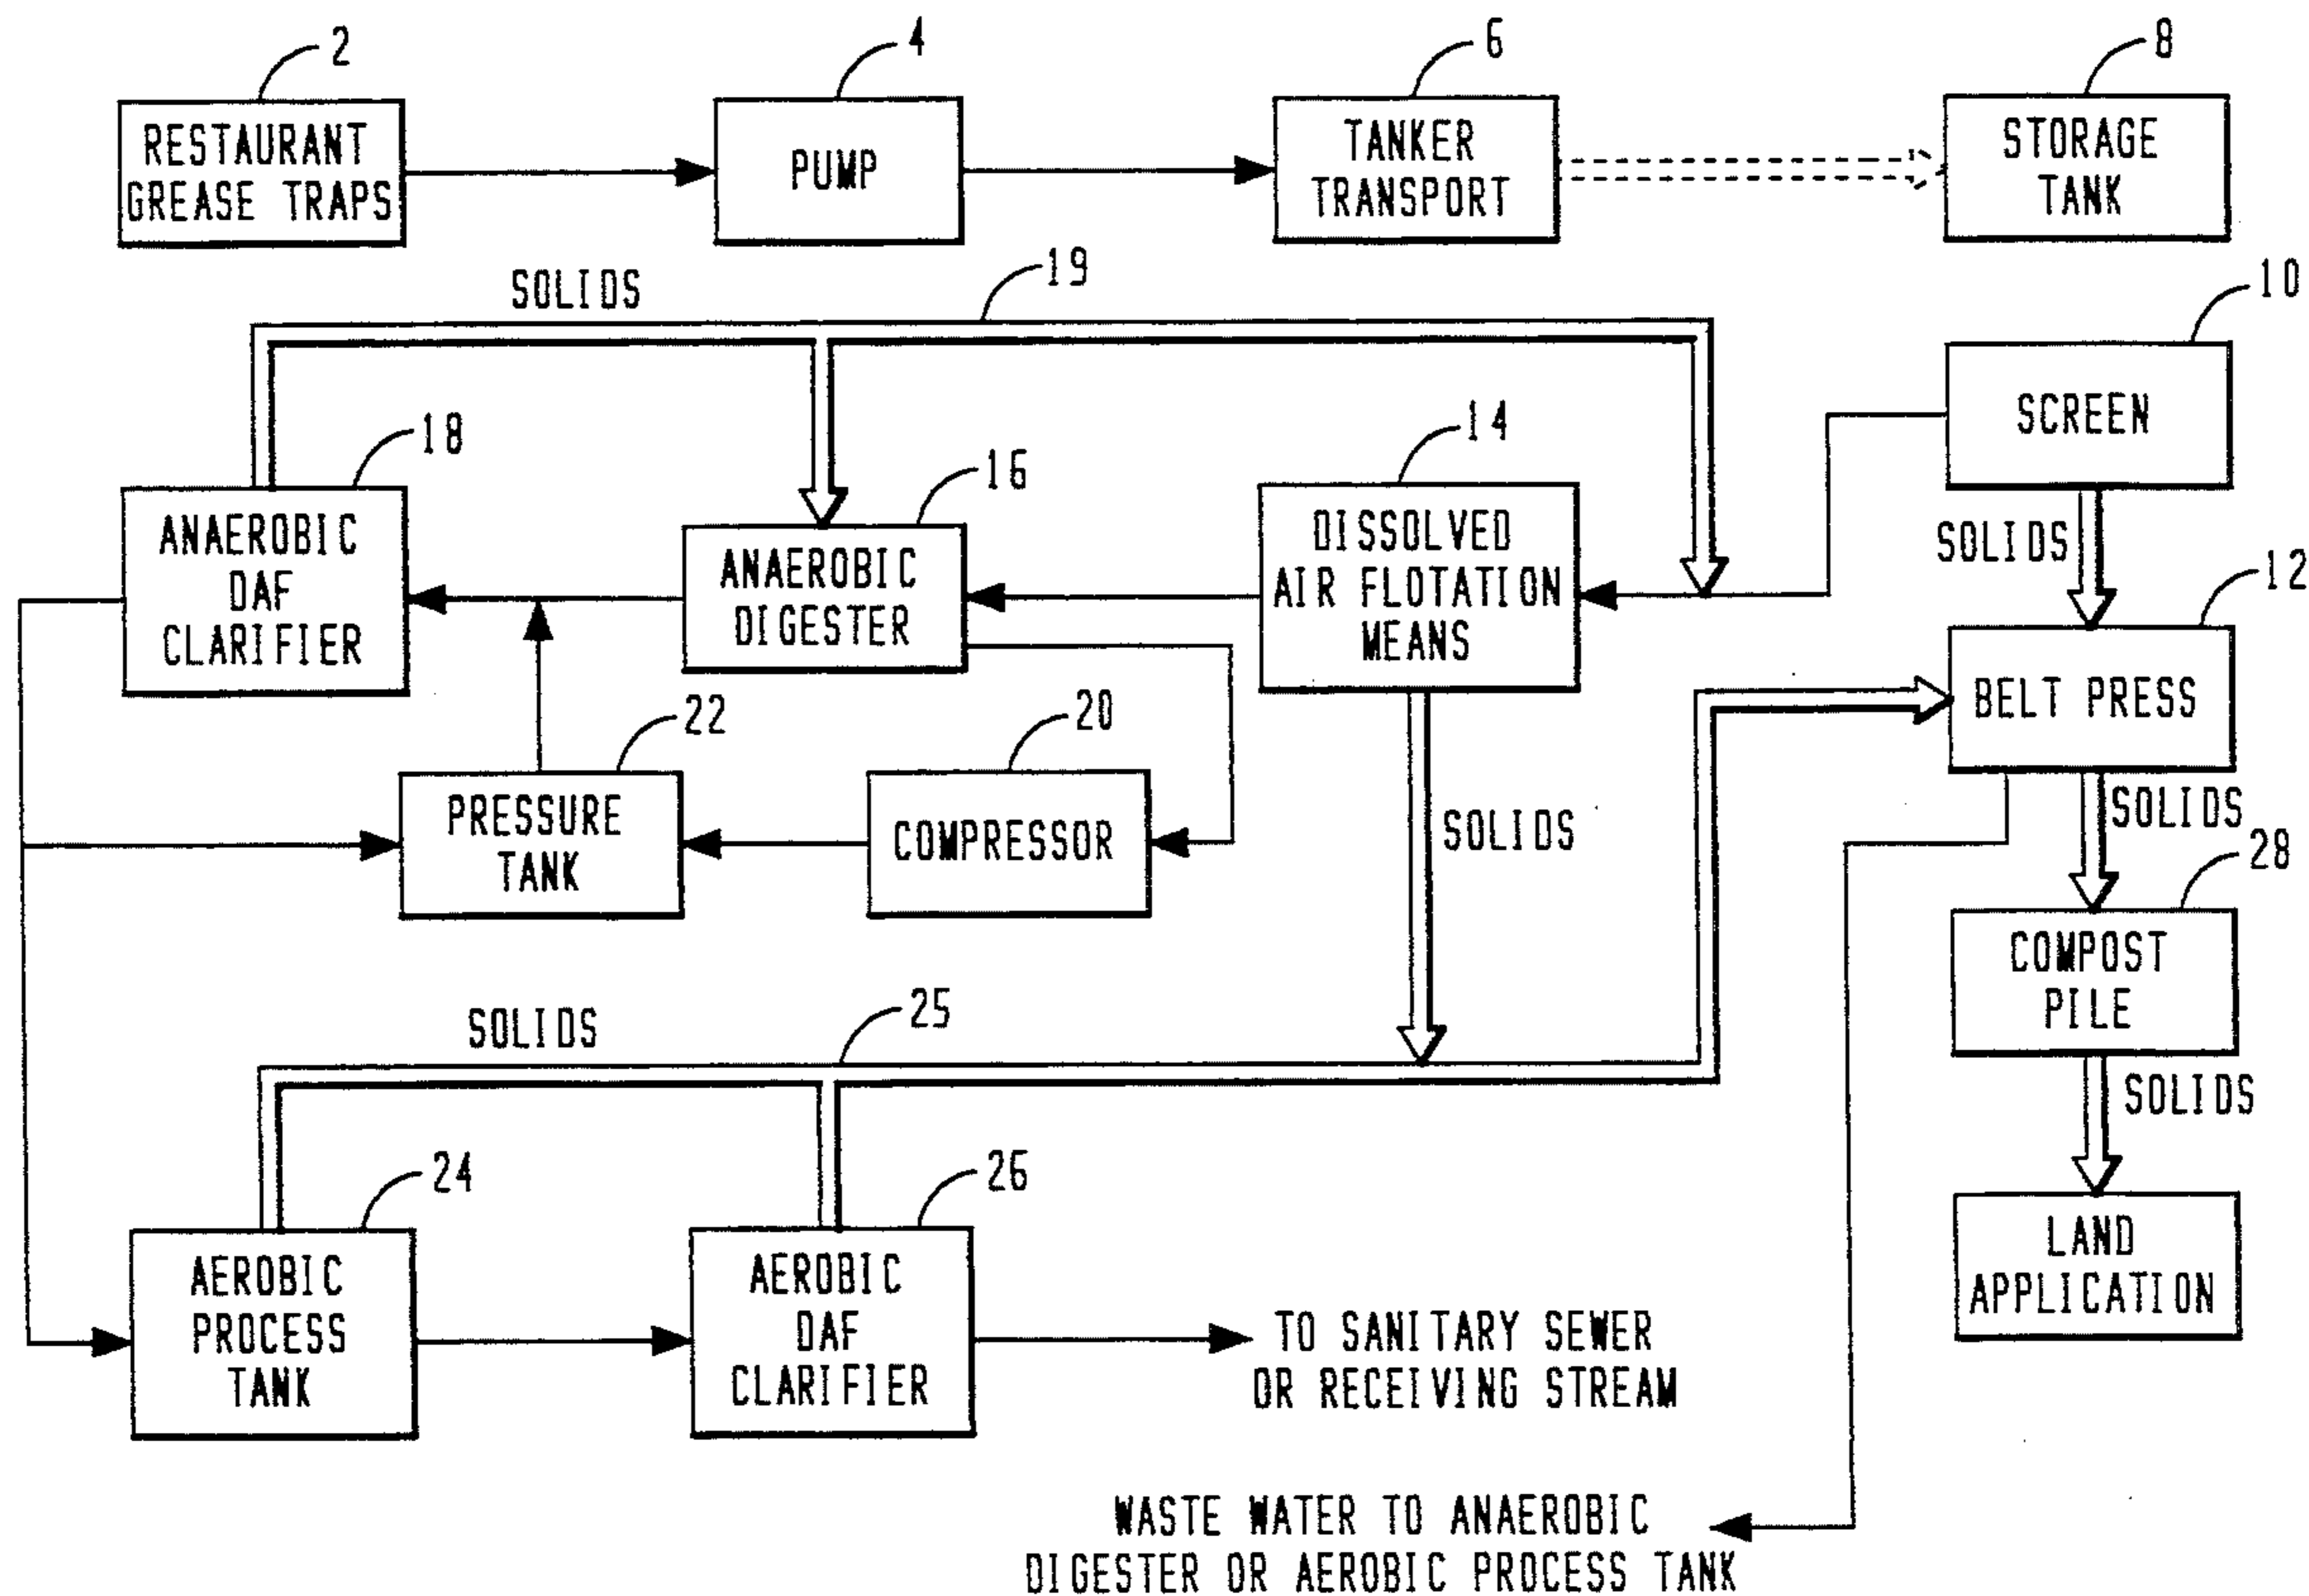 2
4
6
8
RESTAURANT
GREASE TRAPS
PUMP
TANKER
TRANSPORT
STORAGE
TANK
SOLIDS
19
10
SCREEN
18
16
14
ANAEROBIC
DAF
CLARIFIER
ANAEROBIC
DIGESTER
DISSOLVED
AIR FLOTATION
MEANS
SOLIDS
12
BELT PRESS
22
20
PRESSURE
TANK
COMPRESSOR
SOLIDS
SOLIDS
28
COMPOST
PILE
SOLIDS
25
SOLIDS
24
26
AEROBIC
PROCESS
TANK
AEROBIC
DAF
CLARIFIER
LAND
APPLICATION
TO SANITARY SEWER
OR RECEIVING STREAM
WASTE WATER TO ANAEROBIC
DIGESTER OR AEROBIC PROCESS TANK